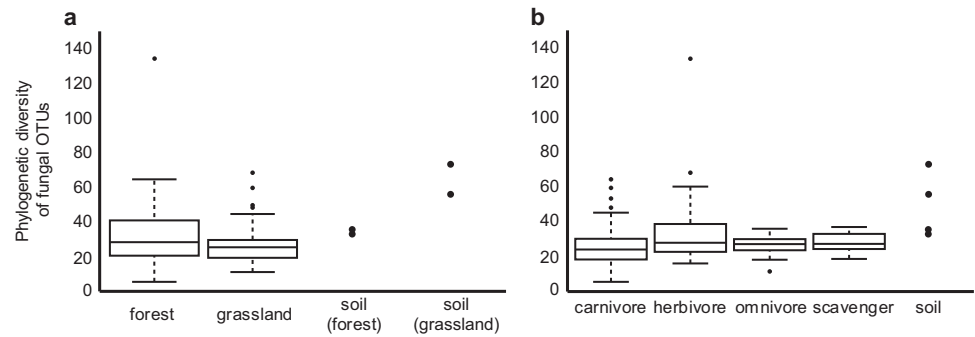 a
Phylogenetic diversity
of fungal OTUs
140
120
100
80
60
40
20
0
forest
grassland
soil
(forest)
soil
(grassland)
b
140
120
100
80
60
40
20
0
carnivore
herbivore
omnivore
scavenger
soil